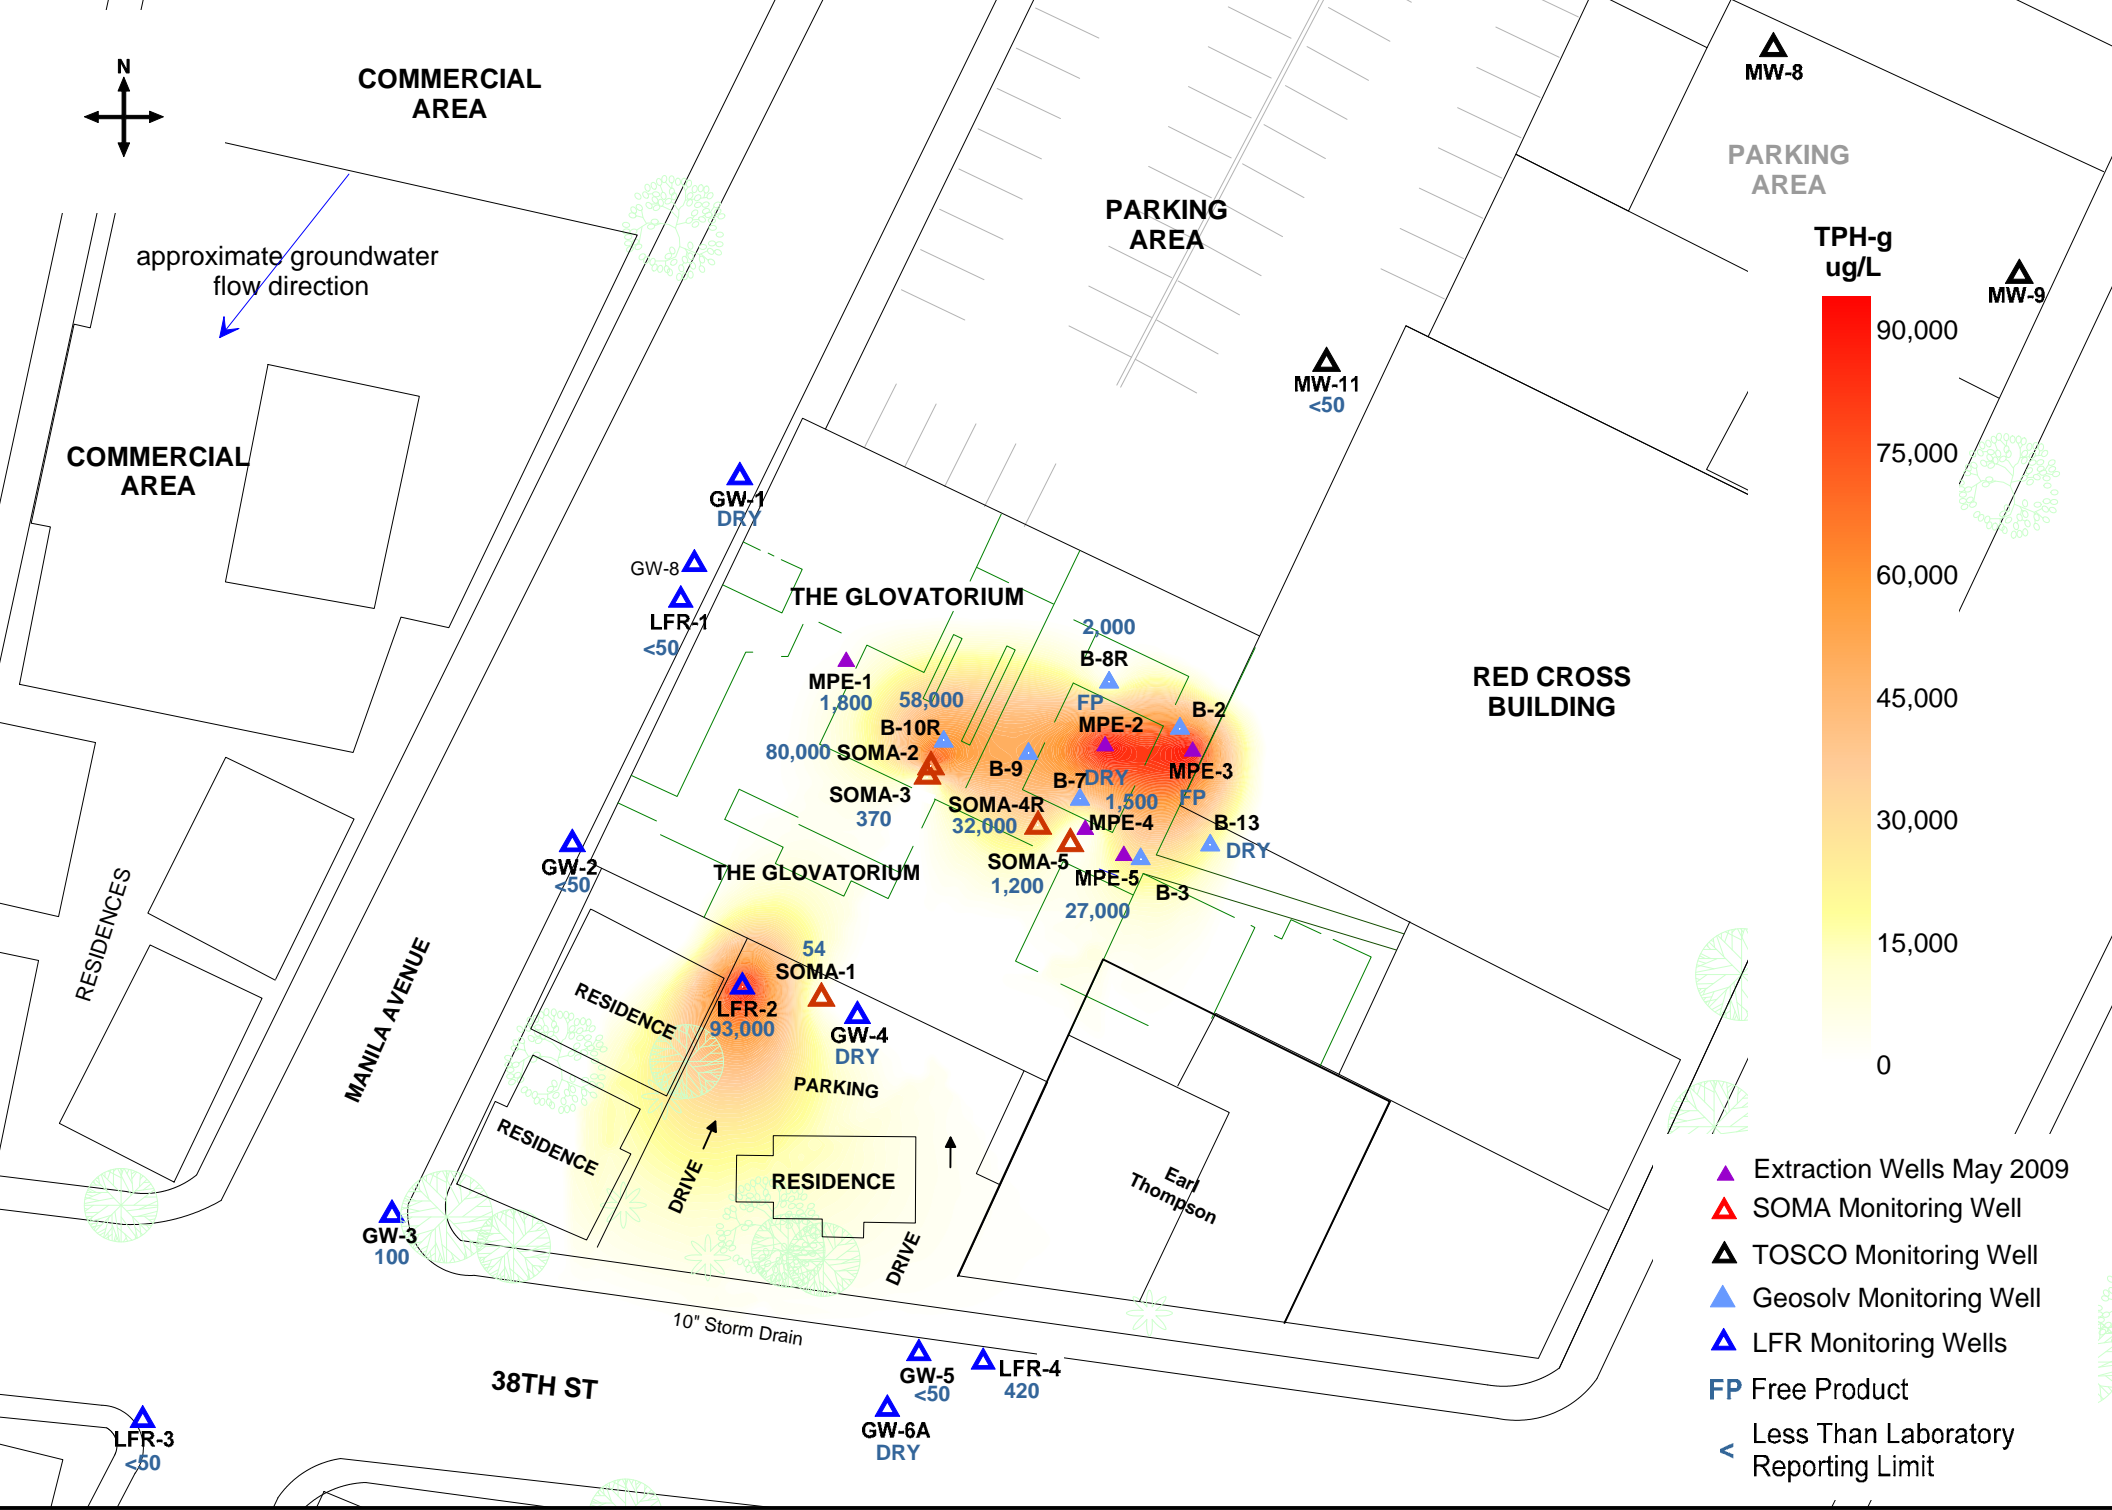 N
COMMERCIAL
AREA
MW-8
PARKING
AREA
PARKING
AREA
TPH-g
ug/L
approximate groundwater
flow direction
MW-9
90,000
75,000
60,000
45,000
30,000
15,000
0
MW-11
<50
COMMERCIAL
AREA
GW-1
DRY
GW-8
LFR-1
<50
THE GLOVATORIUM
2,000
B-8R
MPE-1
1,800
58,000
FP
B-2
RED CROSS
BUILDING
B-10R
MPE-2
80,000
SOMA-2
B-9
MPE-3
B-7
DRY
FP
SOMA-3
370
SOMA-4R
32,000
1,500
MPE-4
B-13
DRY
GW-2
<50
THE GLOVATORIUM
SOMA-5
1,200
MPE-5
B-3
27,000
RESIDENCES
MANILA AVENUE
54
SOMA-1
RESIDENCE
LFR-2
93,000
GW-4
DRY
PARKING
RESIDENCE
DRIVE
RESIDENCE
DRIVE
Earl
Thompson
GW-3
100
10" Storm Drain
38TH ST
GW-5
<50
LFR-4
420
GW-6A
DRY
LFR-3
<50
Extraction Wells May 2009
SOMA Monitoring Well
TOSCO Monitoring Well
Geosolv Monitoring Well
LFR Monitoring Wells
FP Free Product
< Less Than Laboratory
Reporting Limit